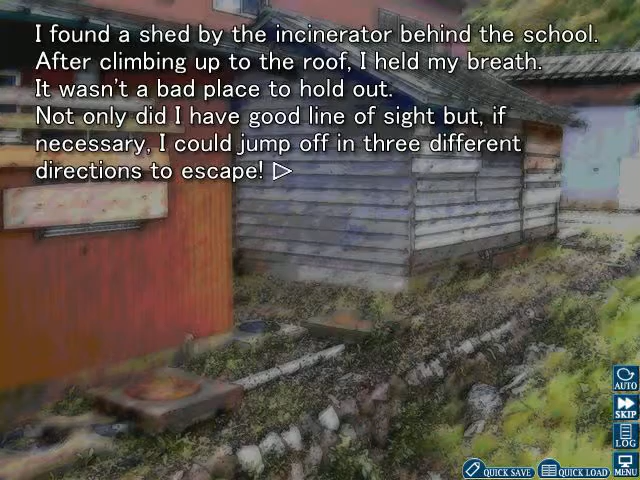 I found a shed by the incinerator behind the school.
After climbing up to the roof, I held my breath.
It wasn't a bad place to hold out.
Not only did I have good line of sight but, if
necessary, I could jump off in three different
directions to escape!
AUTO
SKIP
LOG
MENU
QUICK SAVE
QUICK LOAD